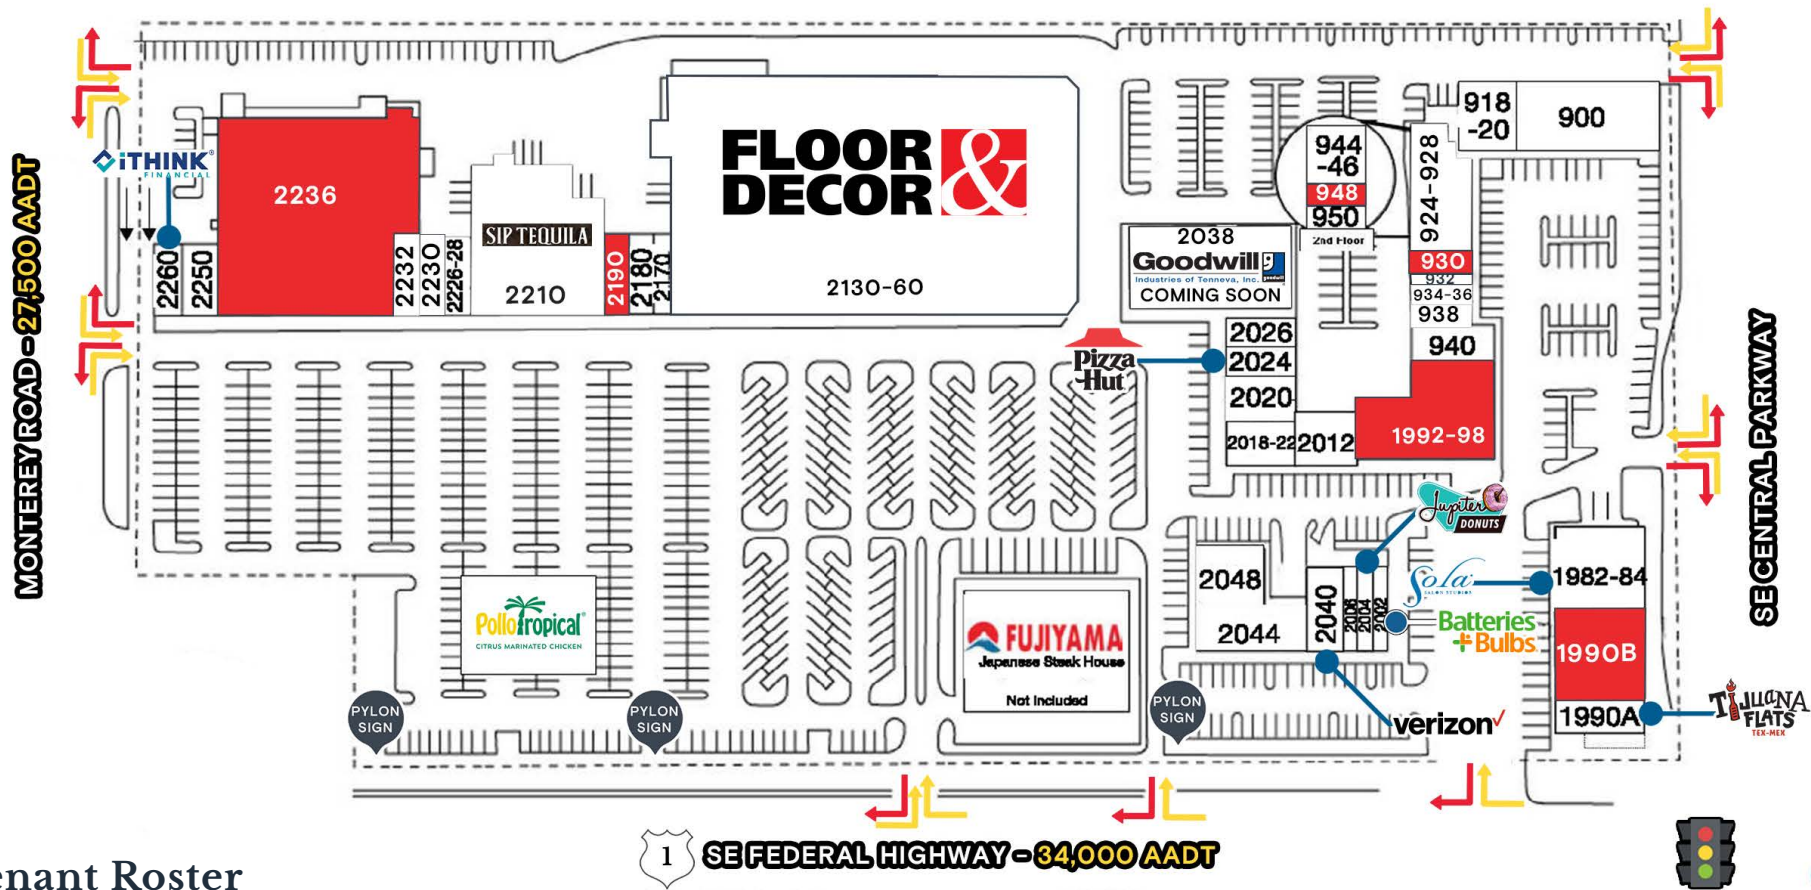 MONTEREY ROAD - 27,500 AADT
iTHINK
FINANCIAL
2260
2250
2236
2232
2230
2226-28
SIP TEQUILA
2210
2190
2180
2170
FLOOR &
DECOR
2130-60
918
-20
900
944
-46
948
950
2nd Floor
924-928
930
932
934-36
938
940
2038
Goodwill
Industries of Tenneva, Inc.
goodwill
COMING SOON
Pizza
Hut
2026
2024
2020
2018-22
2012
1992-98
SE CENTRAL PARKWAY
Jupiter
DONUTS
2048
2044
2040
2006
2004
2002
Sola
SALON STUDIOS
Batteries
+Bulbs
1982-84
1990B
1990A
TIJUANA
FLATS
TEX-MEX
verizon
Pollo Tropical
CITRUS MARINATED CHICKEN
FUJIYAMA
Japanese Steak House
Not Included
PYLON
SIGN
PYLON
SIGN
PYLON
SIGN
1
SE FEDERAL HIGHWAY - 34,000 AADT
enant Roster